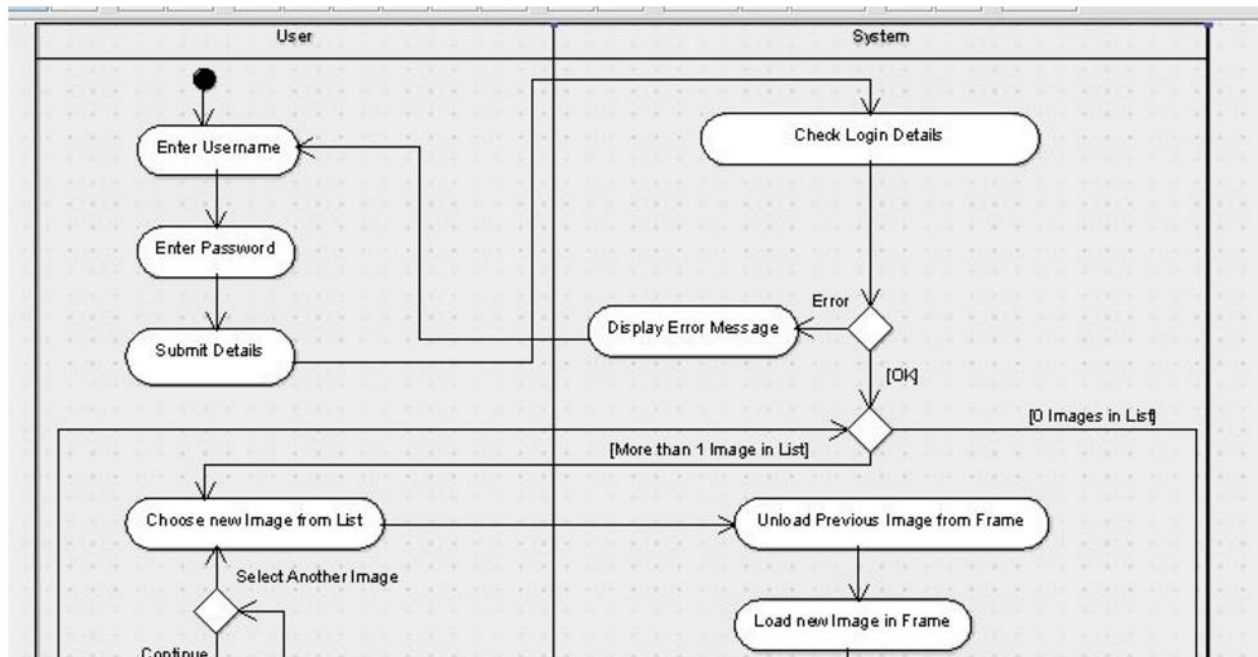 User
System
Check Login Details
Enter Username
Enter Password
Error
Display Error Message
Submit Details
[OK]
[0 Images in List]
[More than 1 Image in List]
Choose new Image from List
Unload Previous Image from Frame
Select Another Image
Load new Image in Frame
Continue